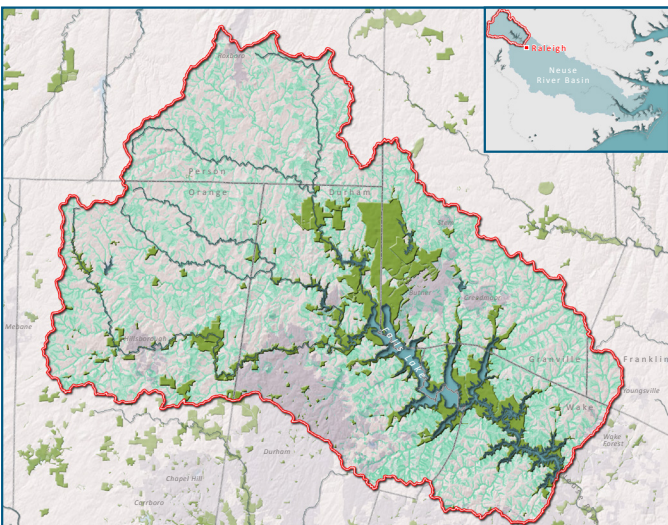 Raleigh
Neuse
River Basin
Roxboro
Person
Orange
Durham
Stem
Butner
Creedmoor
Mebane
Hillsborough
Falls Lake
Granville
Franklin
Youngsville
Wake
Wake
Forest
Durham
Chapel Hill
Carrboro